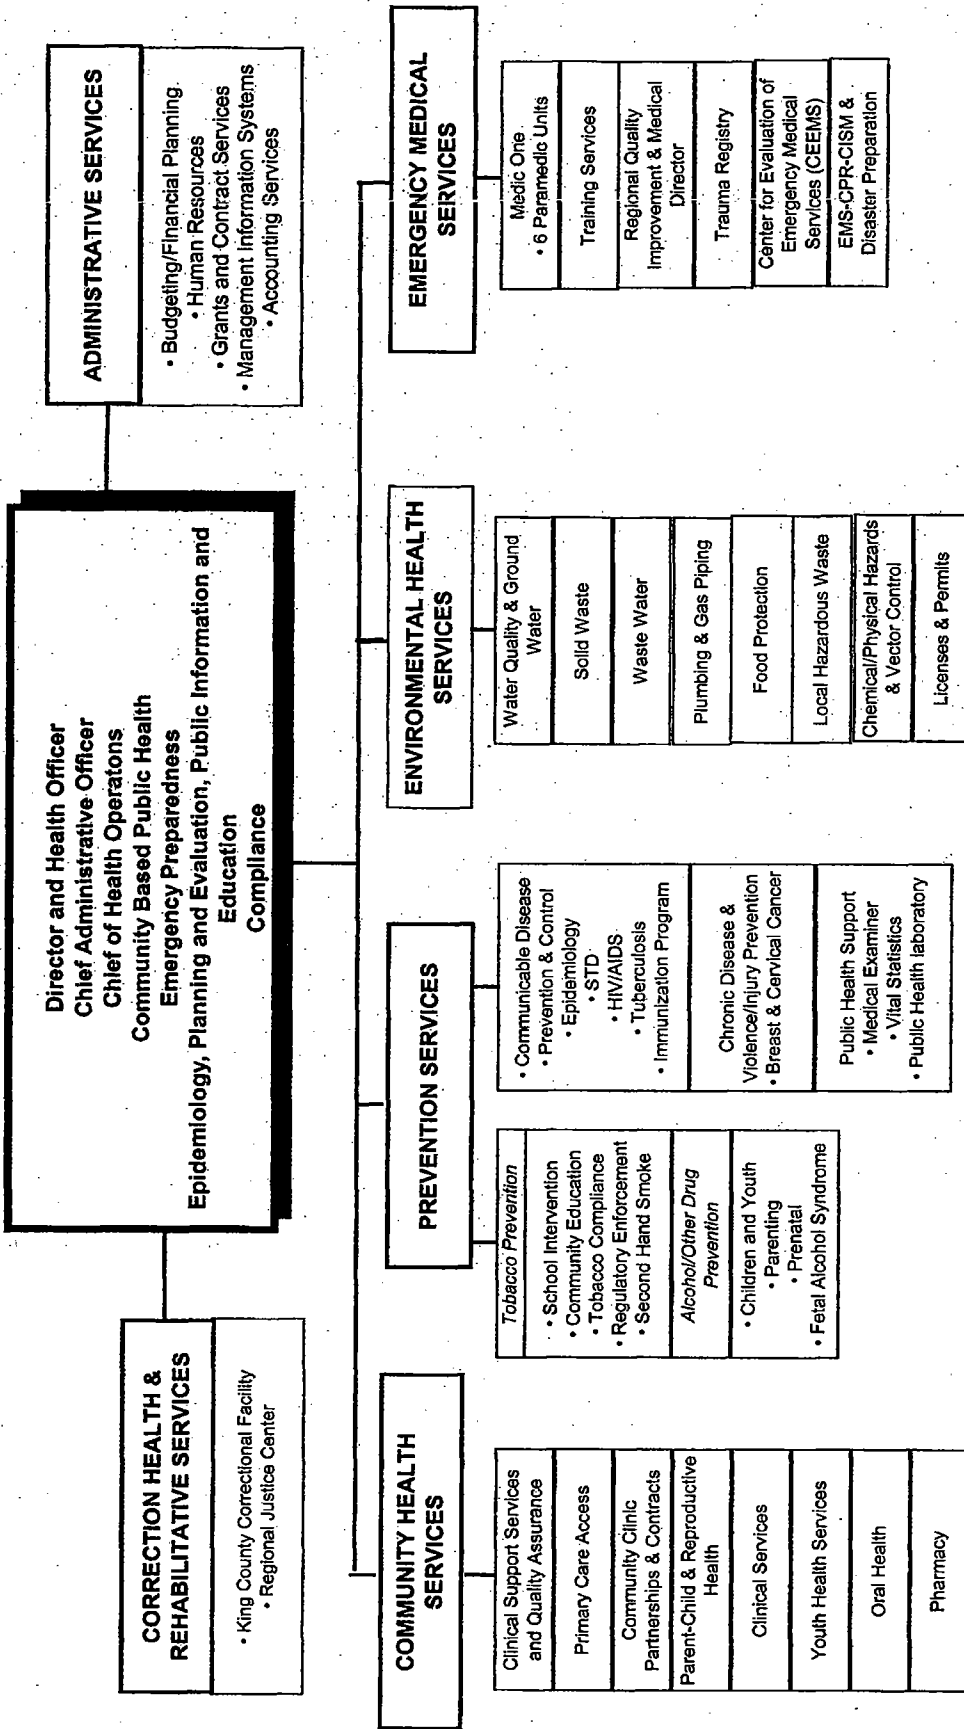 Director and Health Officer
Chief Administrative Officer
Chief of Health Operatons
Community Based Public Health
Emergency Preparedness
Epidemiology, Planning and Evaluation, Public Information and
Education
Compliance
CORRECTION HEALTH &
REHABILITATIVE SERVICES
• King County Correctional Facility
• Regional Justice Center
ADMINISTRATIVE SERVICES
• Budgeting/Financial Planning
• Human Resources
• Grants and Contract Services
• Management Information Systems
• Accounting Services
COMMUNITY HEALTH
SERVICES
Clinical Support Services
and Quality Assurance
Primary Care Access
Community Clinic
Partnerships & Contracts
Parent-Child & Reproductive
Health
Clinical Services
Youth Health Services
Oral Health
Pharmacy
PREVENTION SERVICES
Tobacco Prevention
• School Intervention
• Community Education
• Tobacco Compliance
• Regulatory Enforcement
• Second Hand Smoke
Alcohol/Other Drug
Prevention
• Children and Youth
• Parenting
• Prenatal
• Fetal Alcohol Syndrome
• Communicable Disease
• Prevention & Control
• Epidemiology
• STD
• HIV/AIDS
• Tuberculosis
• Immunization Program
Chronic Disease &
Violence/Injury Prevention
• Breast & Cervical Cancer
Public Health Support
• Medical Examiner
• Vital Statistics
• Public Health laboratory
ENVIRONMENTAL HEALTH
SERVICES
Water Quality & Ground
Water
Solid Waste
Waste Water
Plumbing & Gas Piping
Food Protection
Local Hazardous Waste
Chemical/Physical Hazards
& Vector Control
Licenses & Permits
EMERGENCY MEDICAL
SERVICES
Medic One
• 6 Paramedic Units
Training Services
Regional Quality
Improvement & Medical
Director
Trauma Registry
Center for Evaluation of
Emergency Medical
Services (CEEMS)
EMS-CPR-CISM &
Disaster Preparation